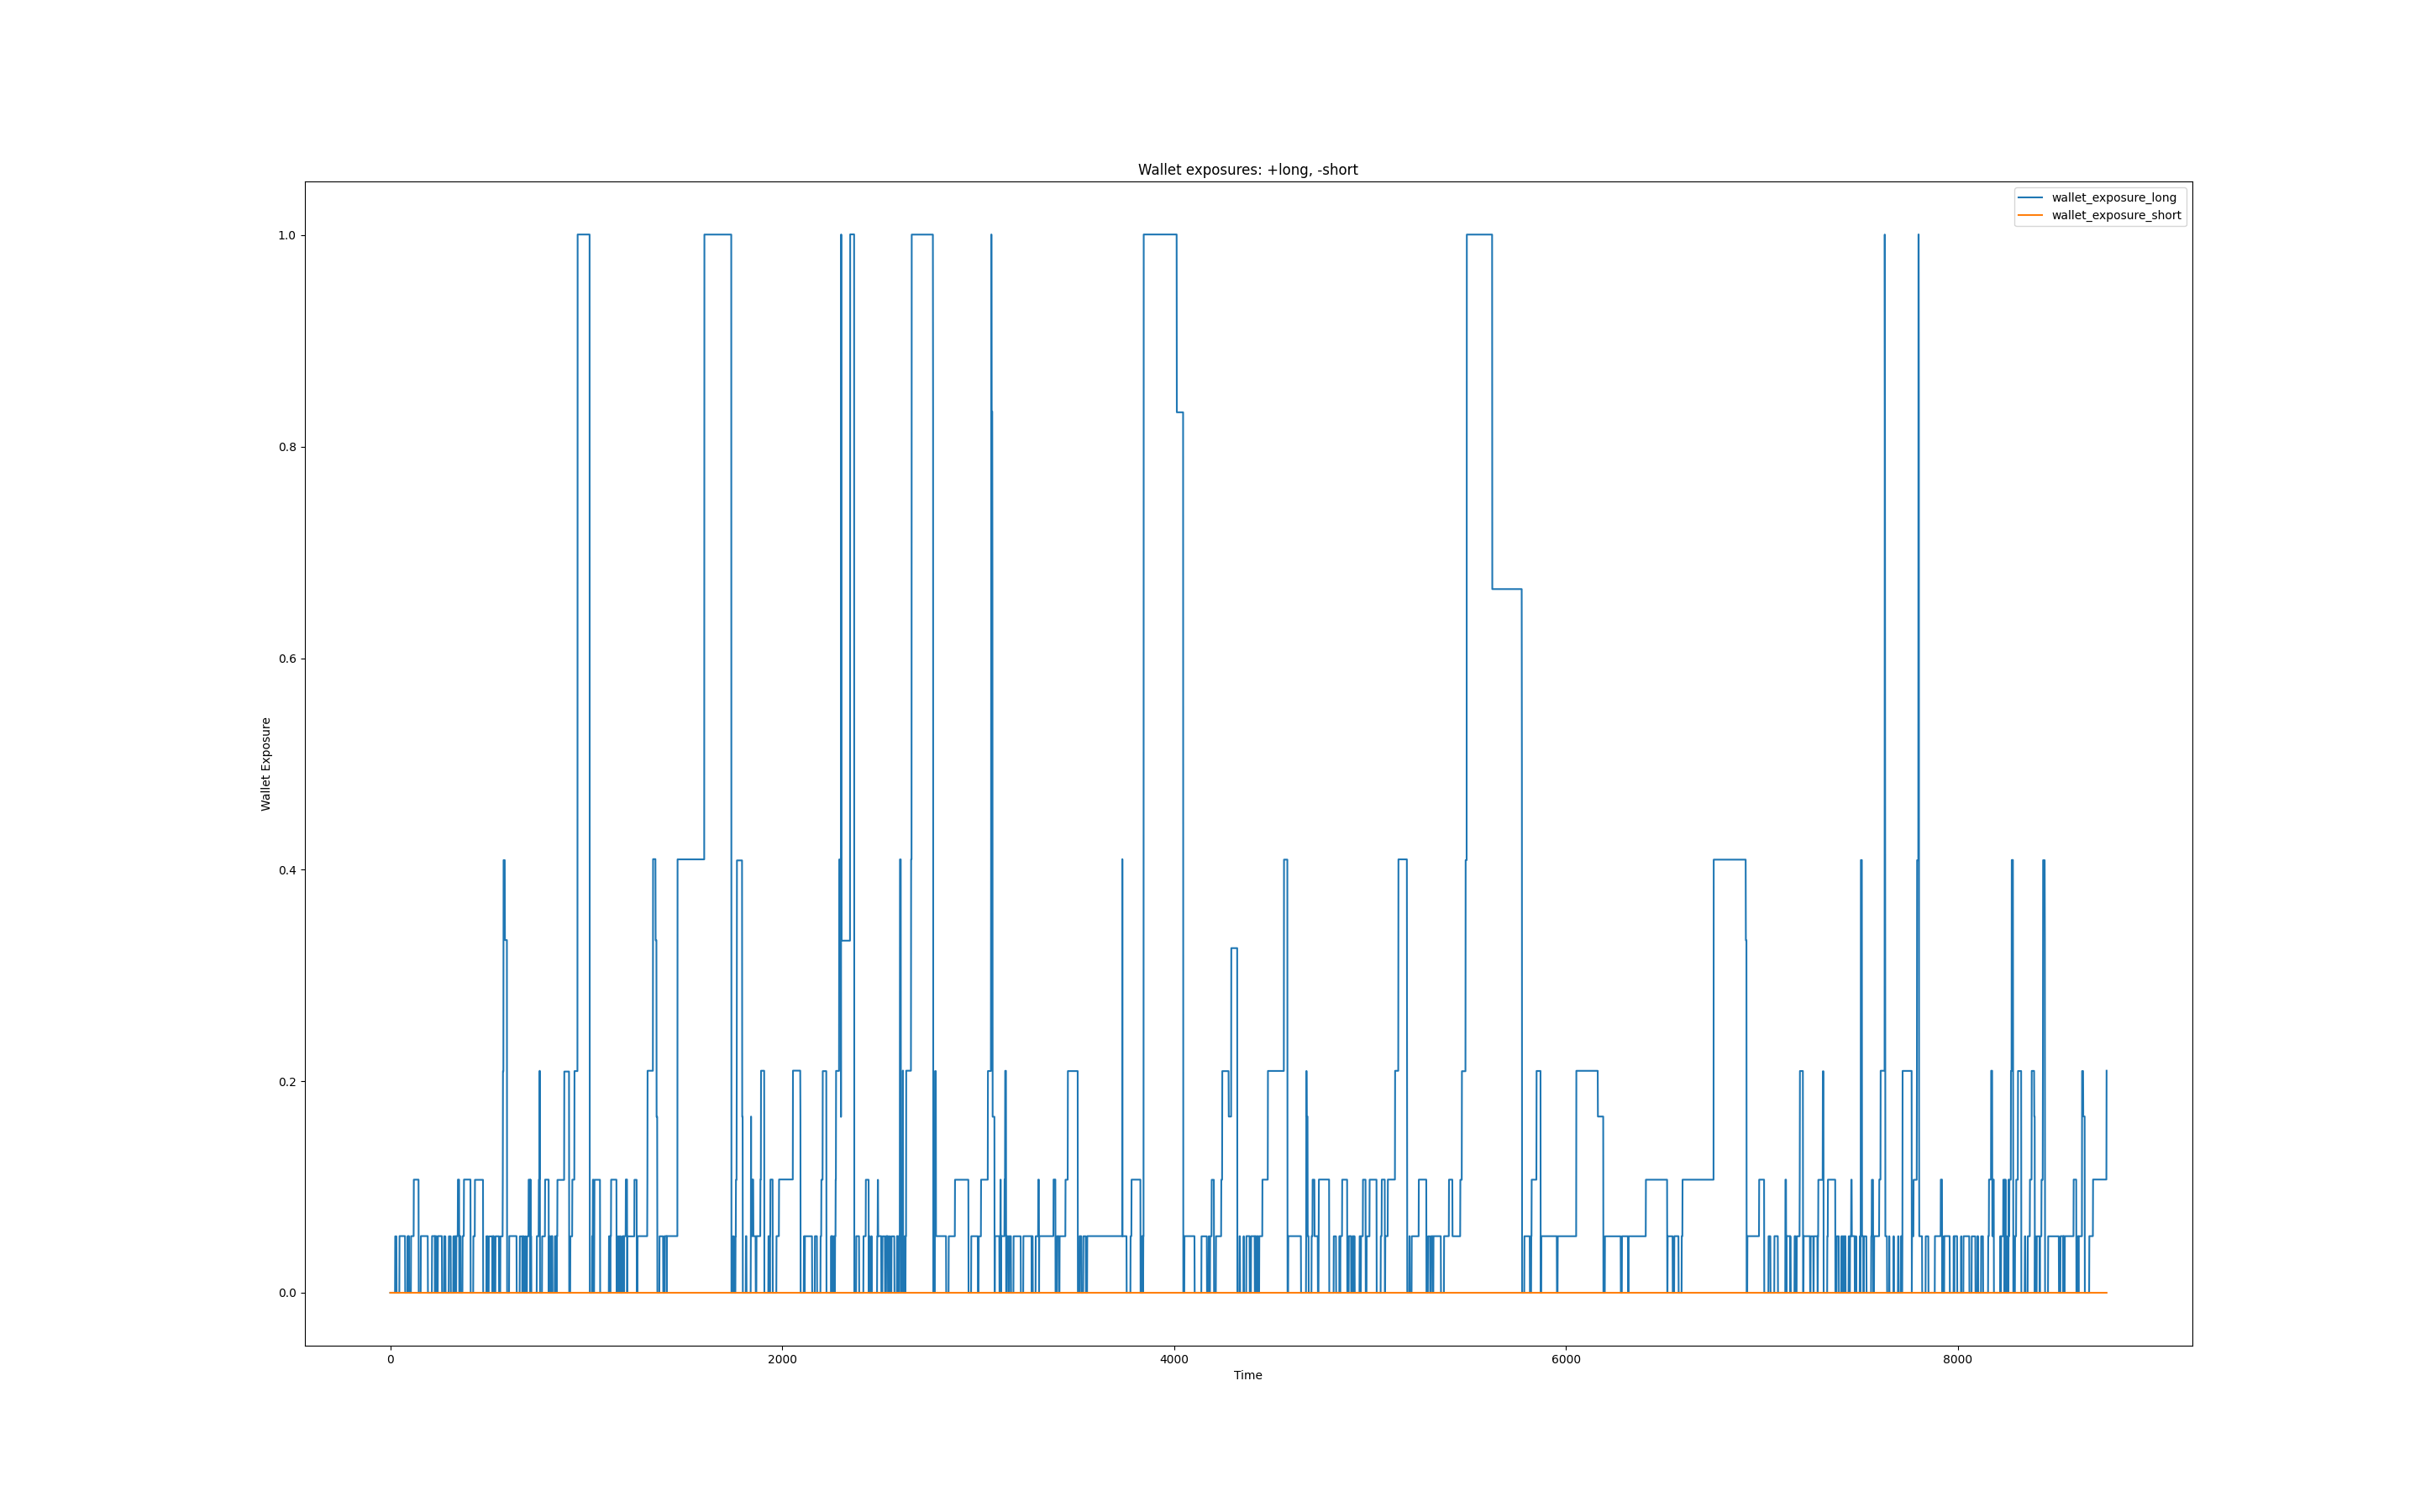 Wallet exposures: +long, -short
wallet_exposure_long
wallet_exposure_short
1.0
0.8
0.6
0.4
0.2
0.0
Wallet Exposure
0 2000 4000 6000 8000
Time